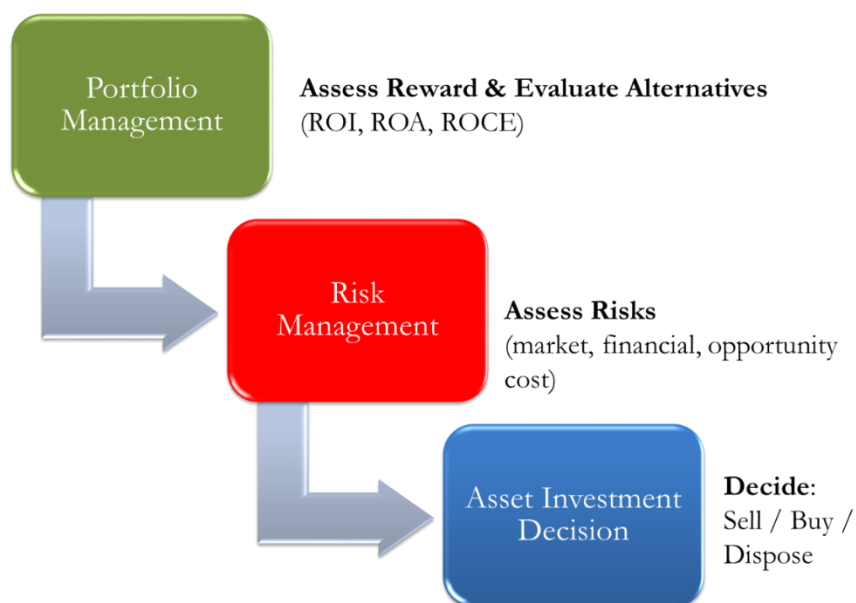 Portfolio
Management
Assess Reward & Evaluate Alternatives
(ROI, ROA, ROCE)
Risk
Management
Assess Risks
(market, financial, opportunity
cost)
Asset Investment
Decision
Decide:
Sell / Buy /
Dispose